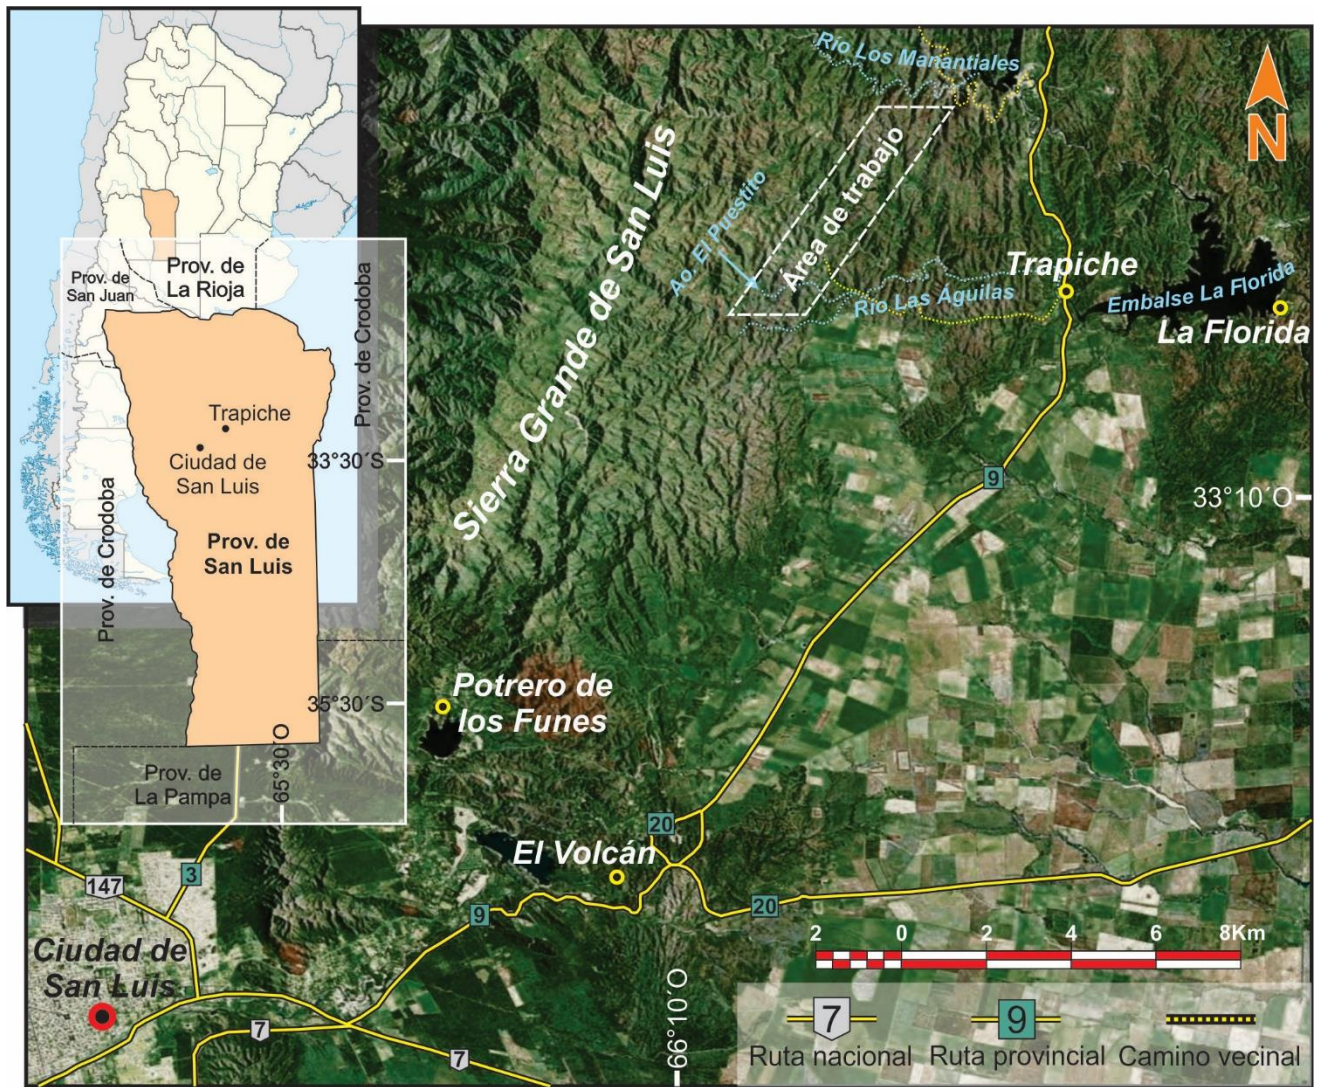 Prov. de
San Juan
Prov. de
La Rioja
Prov. de Crodoba
Trapiche
Ciudad de
San Luis
33°30´S
Prov. de Crodoba
Prov. de
San Luis
35°30´S
65°30´O
Prov. de
La Pampa
Río Los Manantiales
N
Sierra Grande de San Luis
Área de trabajo
Ao. El Puestito
Río Las Águilas
Trapiche
Embalse La Florida
La Florida
9
33°10´O
Potrero de
los Funes
20
El Volcán
147
3
9
20
Ciudad de
San Luis
7
7
66°10´O
2 0 2 4 6 8Km
7 9
Ruta nacional Ruta provincial Camino vecinal